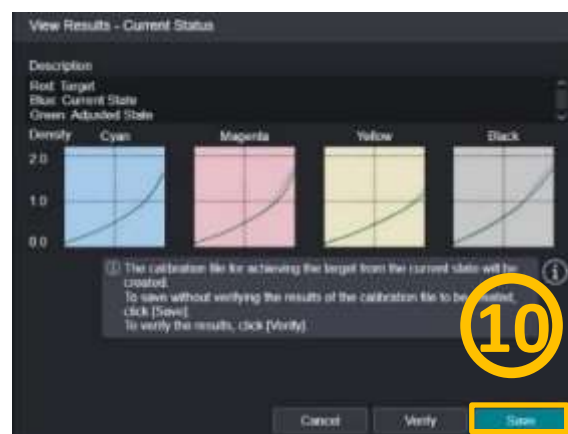 View Results - Current Status
Description
Red: Target
Blue: Current State
Green: Adjusted State
Density Cyan Magenta Yellow Black
2.0
1.0
0.0
The calibration file for achieving the target from the current state will be
created.
To save without verifying the results of the calibration file to be created,
click [Save].
To verify the results, click [Verify].
10
Cancel Verify Save